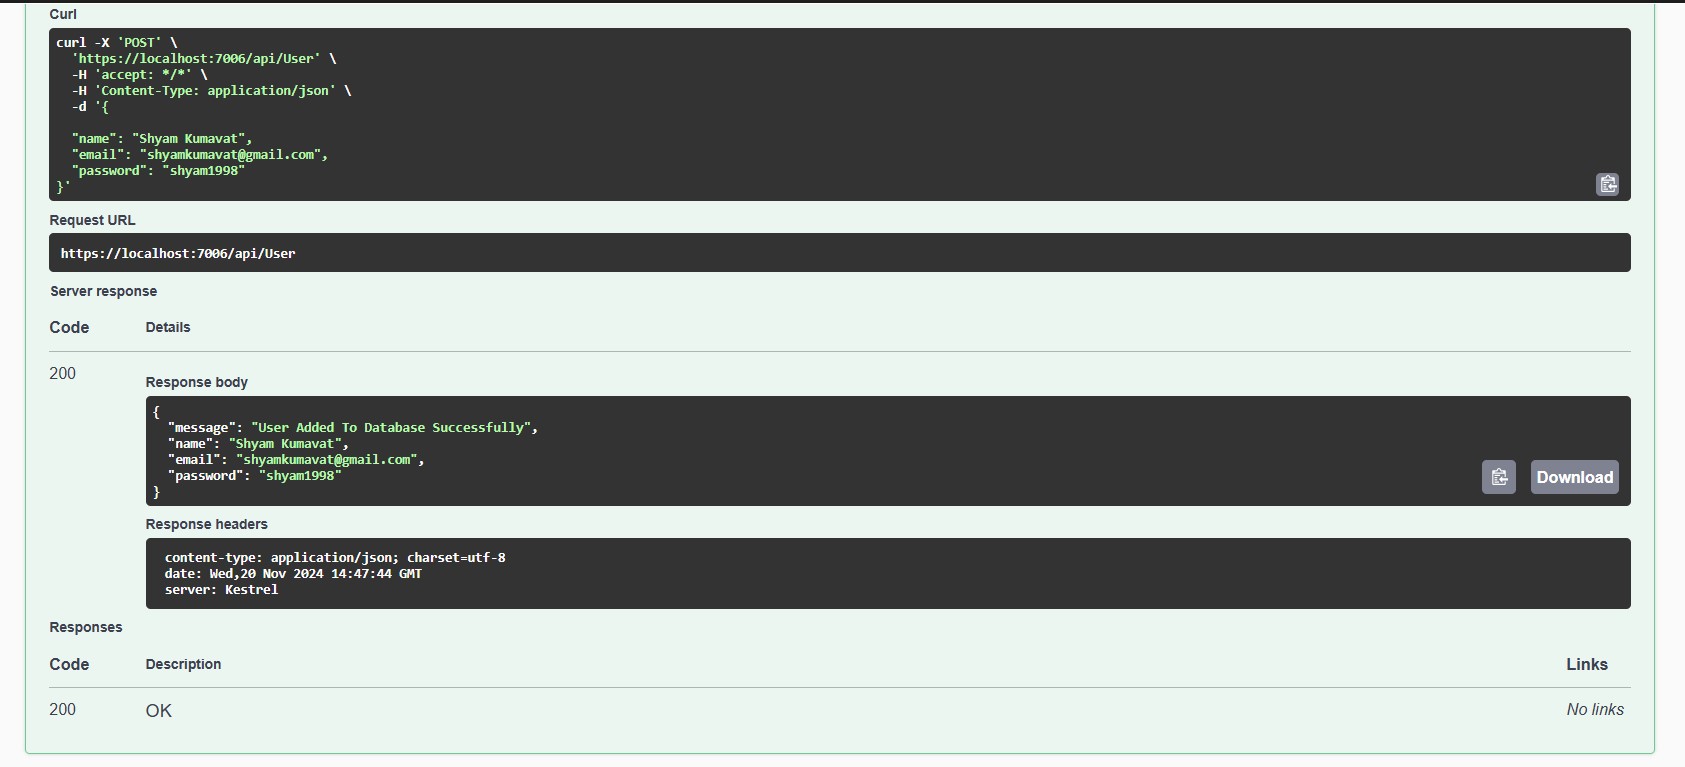 Curl
curl -X 'POST' \
  'https://localhost:7006/api/User' \
  -H 'accept: */*' \
  -H 'Content-Type: application/json' \
  -d '{

  "name": "Shyam Kumavat",
  "email": "shyamkumavat@gmail.com",
  "password": "shyam1998"
}'
Request URL
https://localhost:7006/api/User
Server response
Code Details
200
Response body
{
  "message": "User Added To Database Successfully",
  "name": "Shyam Kumavat",
  "email": "shyamkumavat@gmail.com",
  "password": "shyam1998"
}
Download
Response headers
content-type: application/json; charset=utf-8
date: Wed,20 Nov 2024 14:47:44 GMT
server: Kestrel
Responses
Code Description Links
200 OK No links